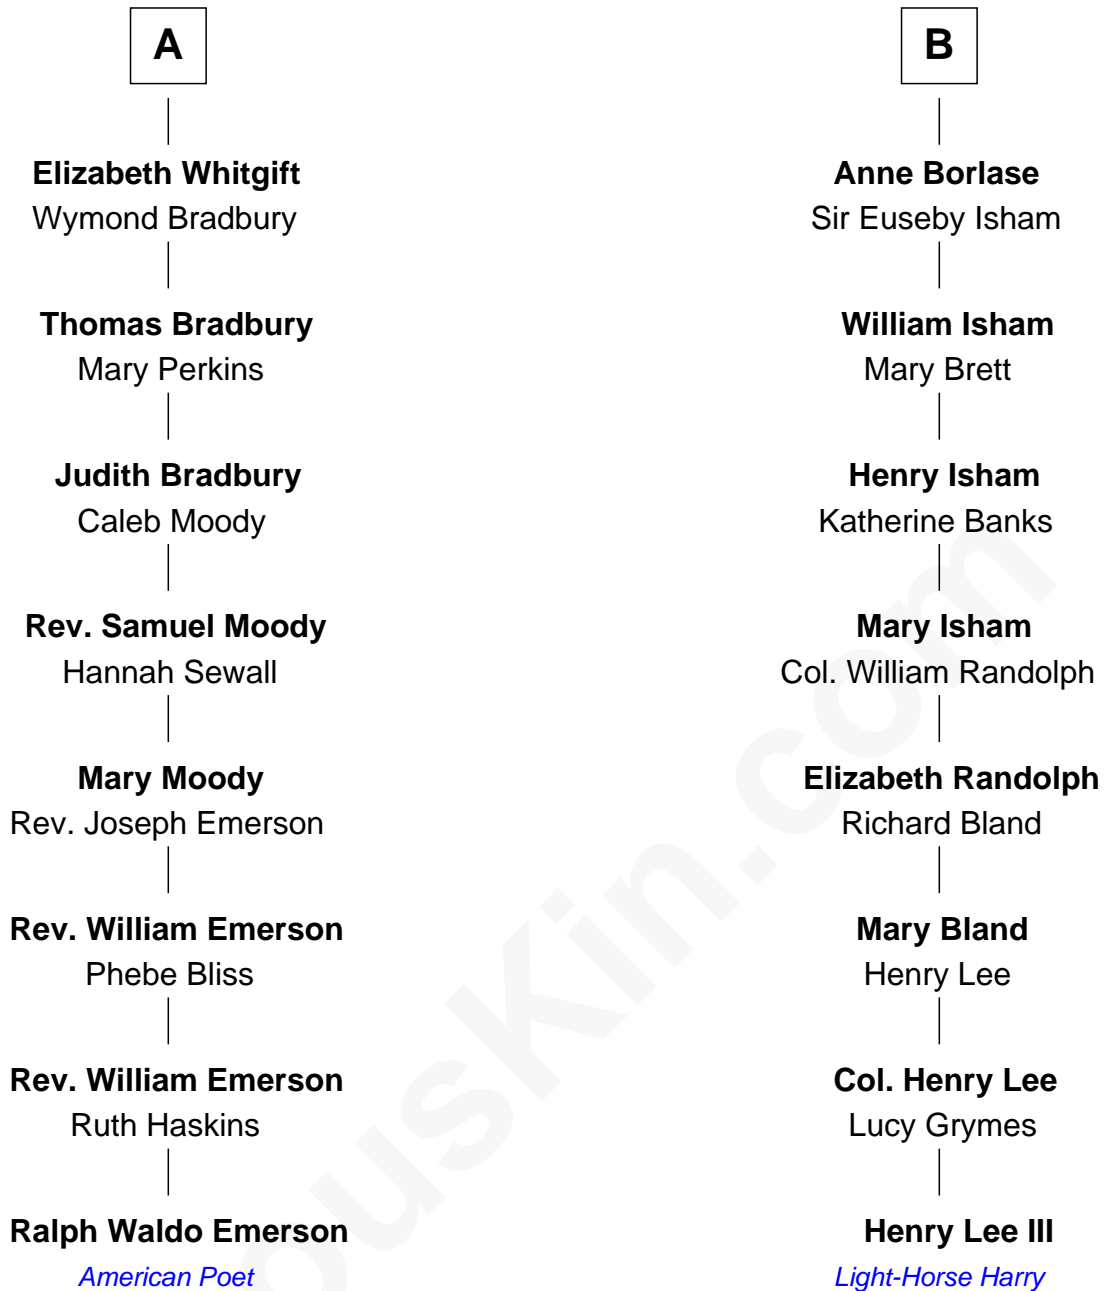 A
Elizabeth Whitgift
Wymond Bradbury
Thomas Bradbury
Mary Perkins
Judith Bradbury
Caleb Moody
Rev. Samuel Moody
Hannah Sewall
Mary Moody
Rev. Joseph Emerson
Rev. William Emerson
Phebe Bliss
Rev. William Emerson
Ruth Haskins
Ralph Waldo Emerson
American Poet
B
Anne Borlase
Sir Euseby Isham
William Isham
Mary Brett
Henry Isham
Katherine Banks
Mary Isham
Col. William Randolph
Elizabeth Randolph
Richard Bland
Mary Bland
Henry Lee
Col. Henry Lee
Lucy Grymes
Henry Lee III
Light-Horse Harry
ousKin.com